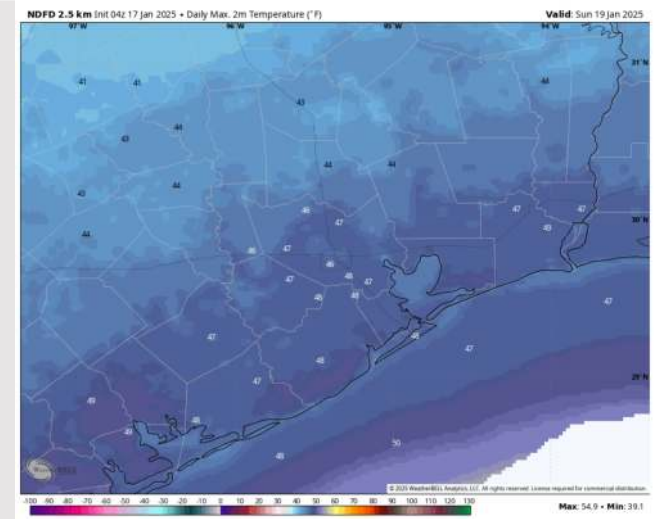 NDFD 2.5 km Init 04z 17 Jan 2025 • Daily Max. 2m Temperature (°F) Valid: Sun 19 Jan 2025
97°W 96°W 95°W 94°W
31°N
41 41 44
43
43 44
44 44
43 44
46 47 47 47
30°N
44 49
46 47 46
47 48 47
46 48 47
47 46 47
48
29°N
47
49
49 48
50
48
© 2025 WeatherBELL Analytics, LLC. All rights reserved. License required for commercial distribution.
-100 -90 -80 -70 -60 -50 -40 -30 -20 -10 0 10 20 30 40 50 60 70 80 90 100 110 120 130
Max: 54.9 • Min: 39.1